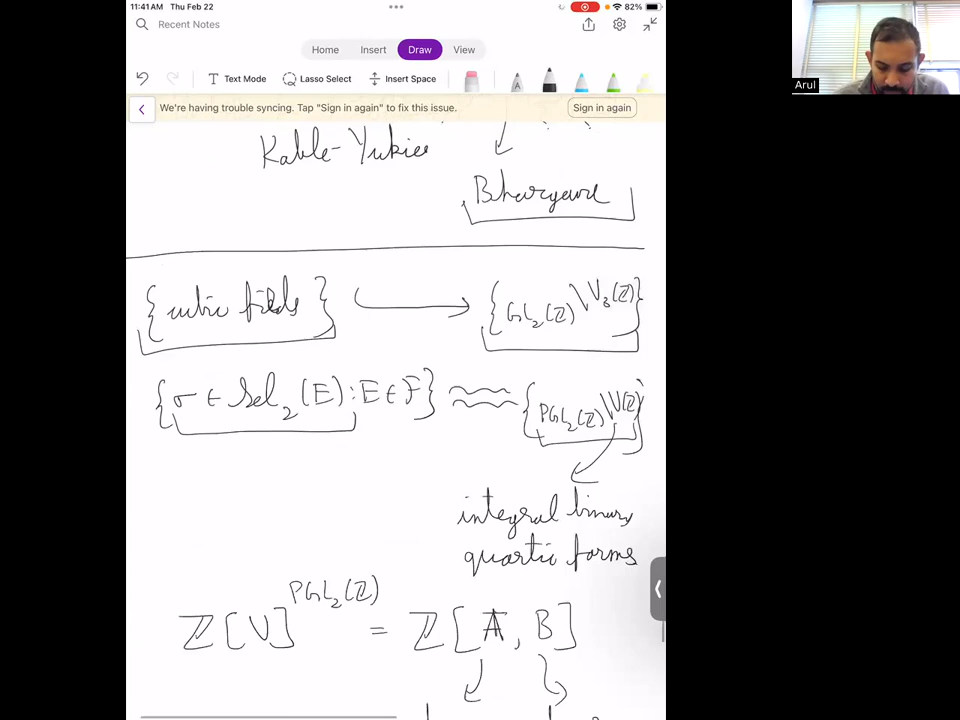 11:41AM Thu Feb 22
82%
Recent Notes
Home Insert Draw View
Text Mode Lasso Select Insert Space
We're having trouble syncing. Tap "Sign in again" to fix this issue. Sign in again
Arul
Kable-Yukie
Bhargava
{cubic fields} → {GL₂(ℤ)\V₃(ℤ)}
{σ ∈ Sel₂(E) : E ∈ F} ≈ {PGL₂(ℤ)\V(ℤ)}
integral binary
quartic forms
ℤ[V]^{PGL₂(ℤ)} = ℤ[A, B]